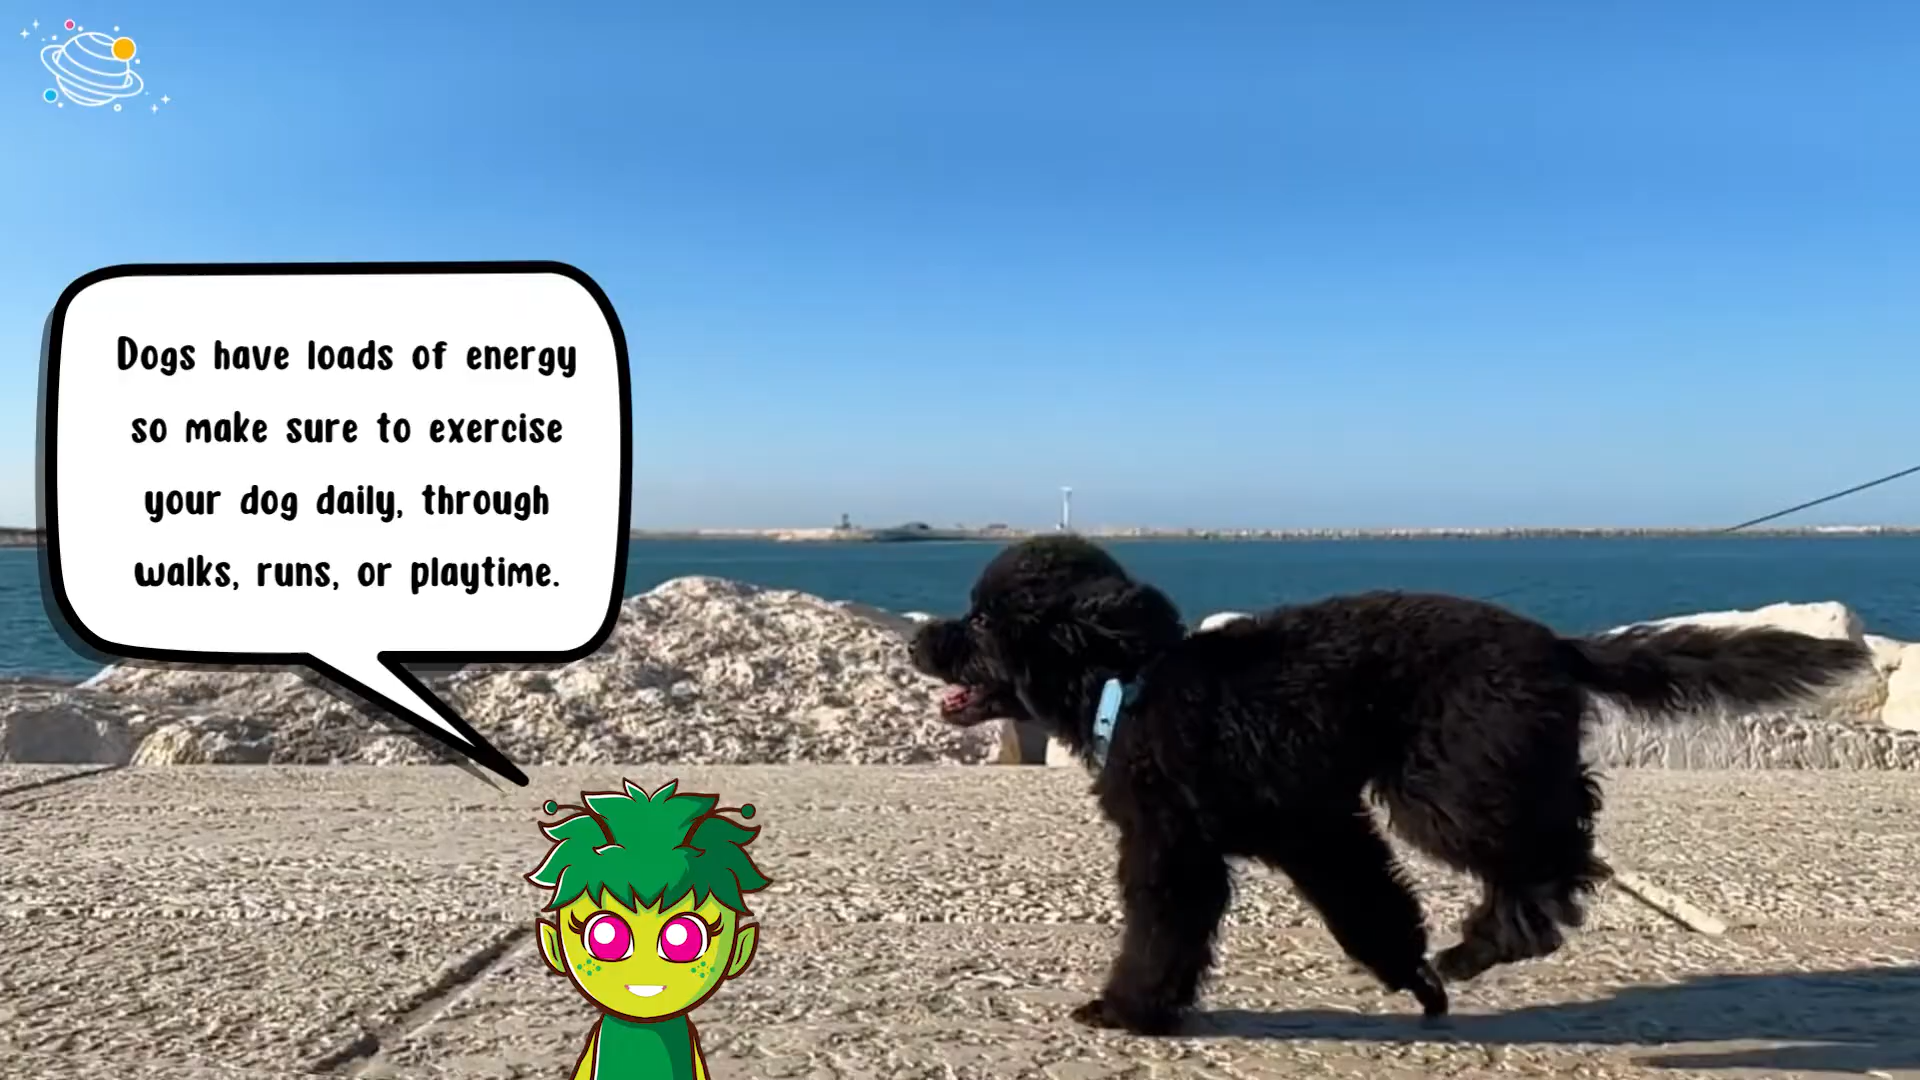 Dogs have loads of energy
so make sure to exercise
your dog daily, through
walks, runs, or playtime.